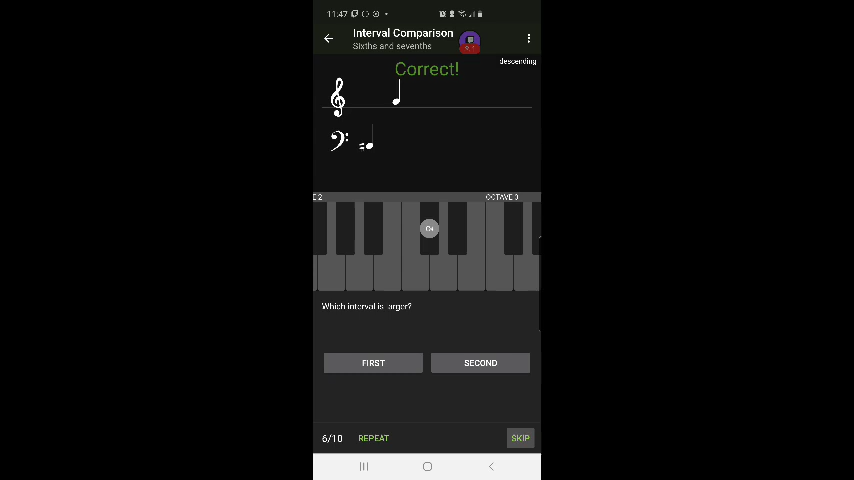 11:47
Interval Comparison
Sixths and sevenths
descending
Correct!
E 2
OCTAVE 3
Which interval is larger?
FIRST
SECOND
6/10
REPEAT
SKIP